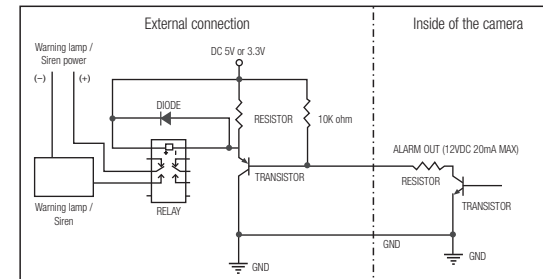 External connection
Inside of the camera
Warning lamp /
Siren power
(−)
(+)
DC 5V or 3.3V
DIODE
RESISTOR
10K ohm
ALARM OUT (12VDC 20mA MAX)
RESISTOR
TRANSISTOR
TRANSISTOR
Warning lamp /
Siren
RELAY
GND
GND
GND